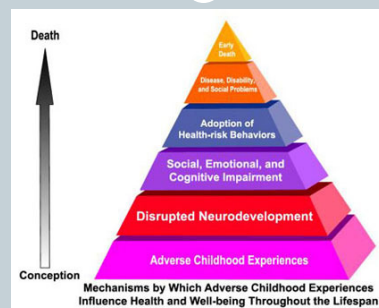 Death
Early
Death
Disease, Disability,
and Social Problems
Adoption of
Health-risk Behaviors
Social, Emotional, and
Cognitive Impairment
Disrupted Neurodevelopment
Adverse Childhood Experiences
Conception
Mechanisms by Which Adverse Childhood Experiences
Influence Health and Well-being Throughout the Lifespan